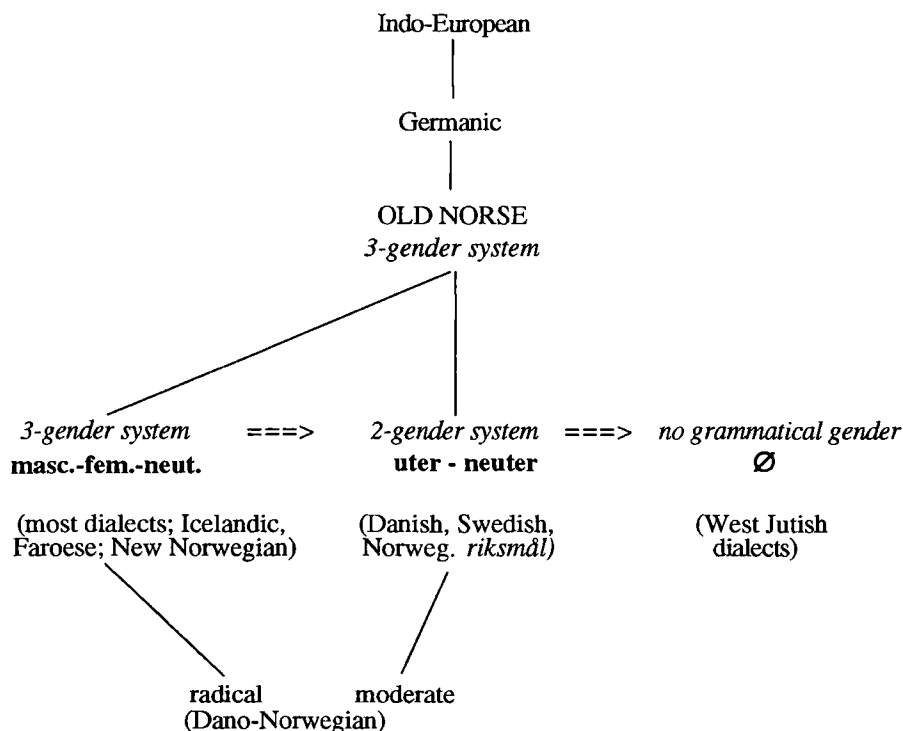 Indo-European
Germanic
OLD NORSE
3-gender system
3-gender system ===> 2-gender system ===> no grammatical gender
masc.-fem.-neut. uter - neuter Ø
(most dialects; Icelandic, (Danish, Swedish, (West Jutish
Faroese; New Norwegian) Norweg. riksmål) dialects)
radical moderate
(Dano-Norwegian)